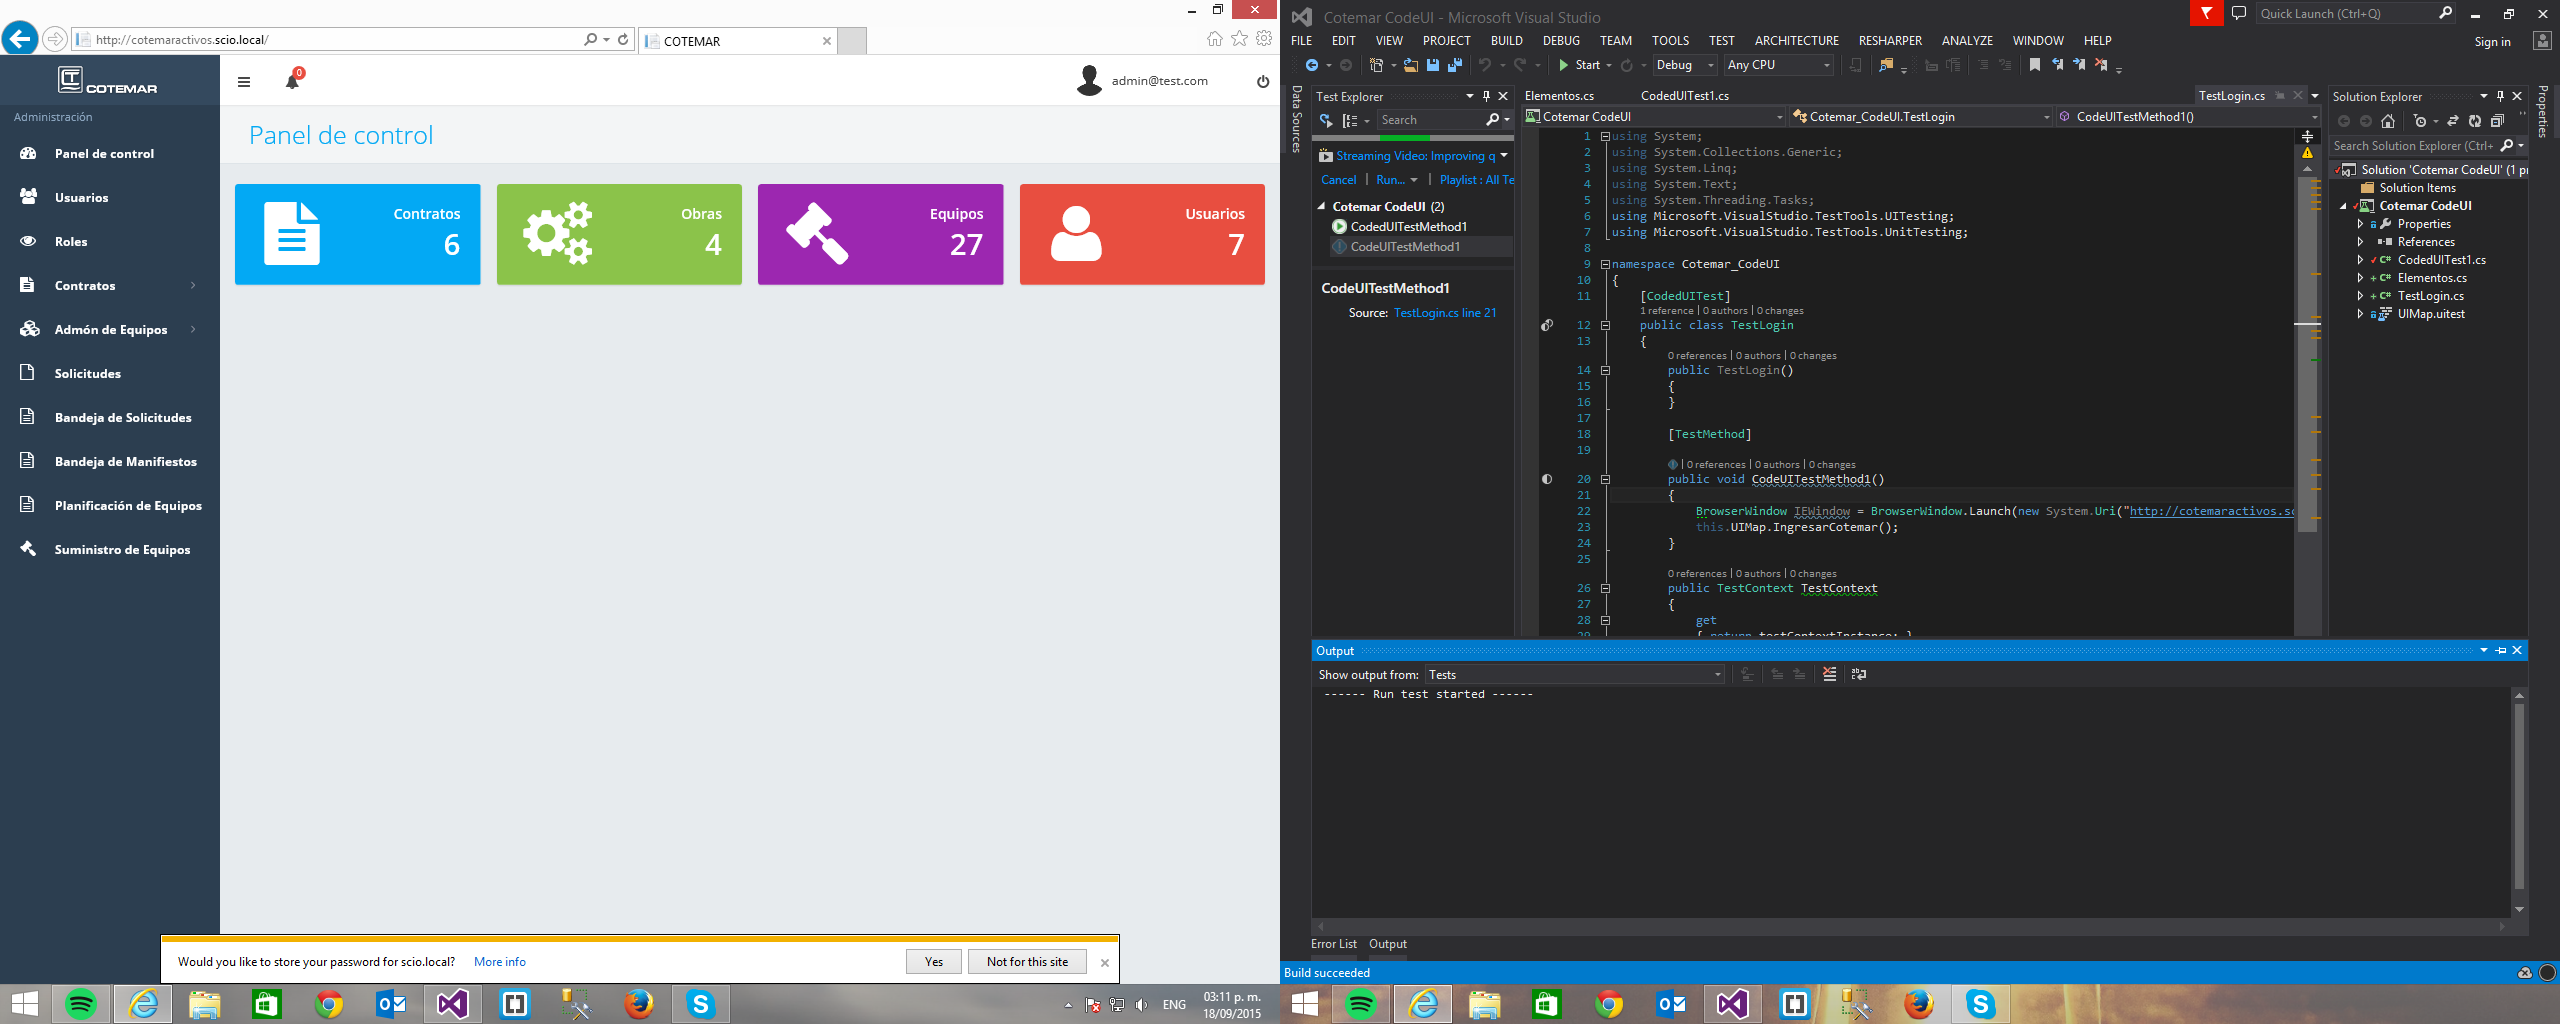 http://cotemaractivos.scio.local/
COTEMAR
COTEMAR
0
admin@test.com
Administración
Panel de control
Usuarios
Roles
Contratos
Admón de Equipos
Solicitudes
Bandeja de Solicitudes
Bandeja de Manifiestos
Planificación de Equipos
Suministro de Equipos
Panel de control
Contratos
6
Obras
4
Equipos
27
Usuarios
7
Would you like to store your password for scio.local? More info
Yes
Not for this site
ENG
03:11 p. m.
18/09/2015
Cotemar CodeUI - Microsoft Visual Studio
Quick Launch (Ctrl+Q)
FILE EDIT VIEW PROJECT BUILD DEBUG TEAM TOOLS TEST ARCHITECTURE RESHARPER ANALYZE WINDOW HELP
Sign in
Start
Debug
Any CPU
Data Sources
Test Explorer
Search
Streaming Video: Improving q
Cancel | Run... | Playlist : All Te
Cotemar CodeUI (2)
CodedUITestMethod1
CodeUITestMethod1
CodeUITestMethod1
Source: TestLogin.cs line 21
Elementos.cs
CodedUITest1.cs
TestLogin.cs
Cotemar CodeUI
Cotemar_CodeUI.TestLogin
CodeUITestMethod1()
1 using System;
2 using System.Collections.Generic;
3 using System.Linq;
4 using System.Text;
5 using System.Threading.Tasks;
6 using Microsoft.VisualStudio.TestTools.UITesting;
7 using Microsoft.VisualStudio.TestTools.UnitTesting;
8
9 namespace Cotemar_CodeUI
10 {
11 [CodedUITest]
1 reference | 0 authors | 0 changes
12 public class TestLogin
13 {
0 references | 0 authors | 0 changes
14 public TestLogin()
15 {
16 }
17
18 [TestMethod]
19
| 0 references | 0 authors | 0 changes
20 public void CodeUITestMethod1()
21 {
22 BrowserWindow IEWindow = BrowserWindow.Launch(new System.Uri("http://cotemaractivos.sc
23 this.UIMap.IngresarCotemar();
24 }
25
0 references | 0 authors | 0 changes
26 public TestContext TestContext
27 {
28 get
29 { return testContextInstance; }
Solution Explorer
Search Solution Explorer (Ctrl+
Solution 'Cotemar CodeUI' (1 pr
Solution Items
Cotemar CodeUI
Properties
References
CodedUITest1.cs
Elementos.cs
TestLogin.cs
UIMap.uitest
Properties
Output
Show output from: Tests
------ Run test started ------
Error List Output
Build succeeded